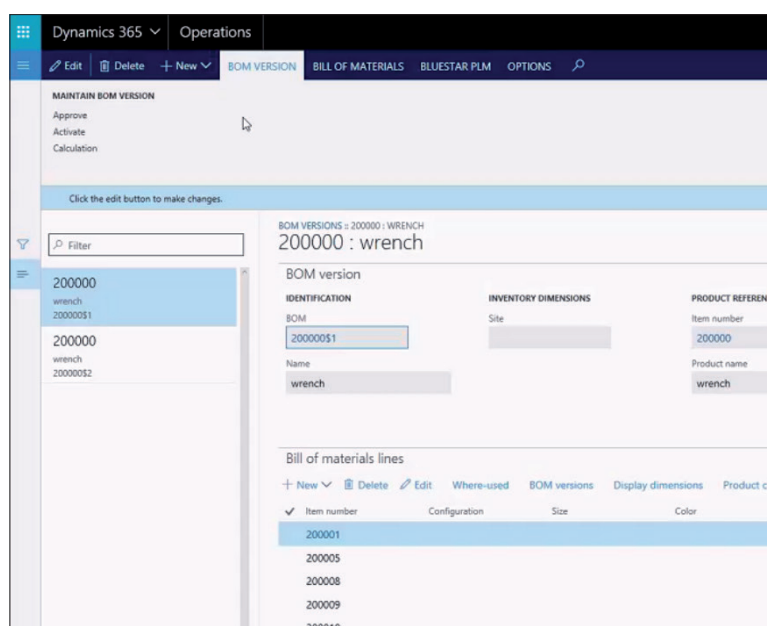 Dynamics 365 Operations
Edit Delete New BOM VERSION BILL OF MATERIALS BLUESTAR PLM OPTIONS
MAINTAIN BOM VERSION
Approve
Activate
Calculation
Click the edit button to make changes.
Filter
200000
wrench
200000$1
200000
wrench
200000$2
BOM VERSIONS :: 200000 : WRENCH
200000 : wrench
BOM version
IDENTIFICATION INVENTORY DIMENSIONS PRODUCT REFEREN
BOM Site Item number
200000$1 200000
Name Product name
wrench wrench
Bill of materials lines
New Delete Edit Where-used BOM versions Display dimensions Product c
Item number Configuration Size Color
200001
200005
200008
200009